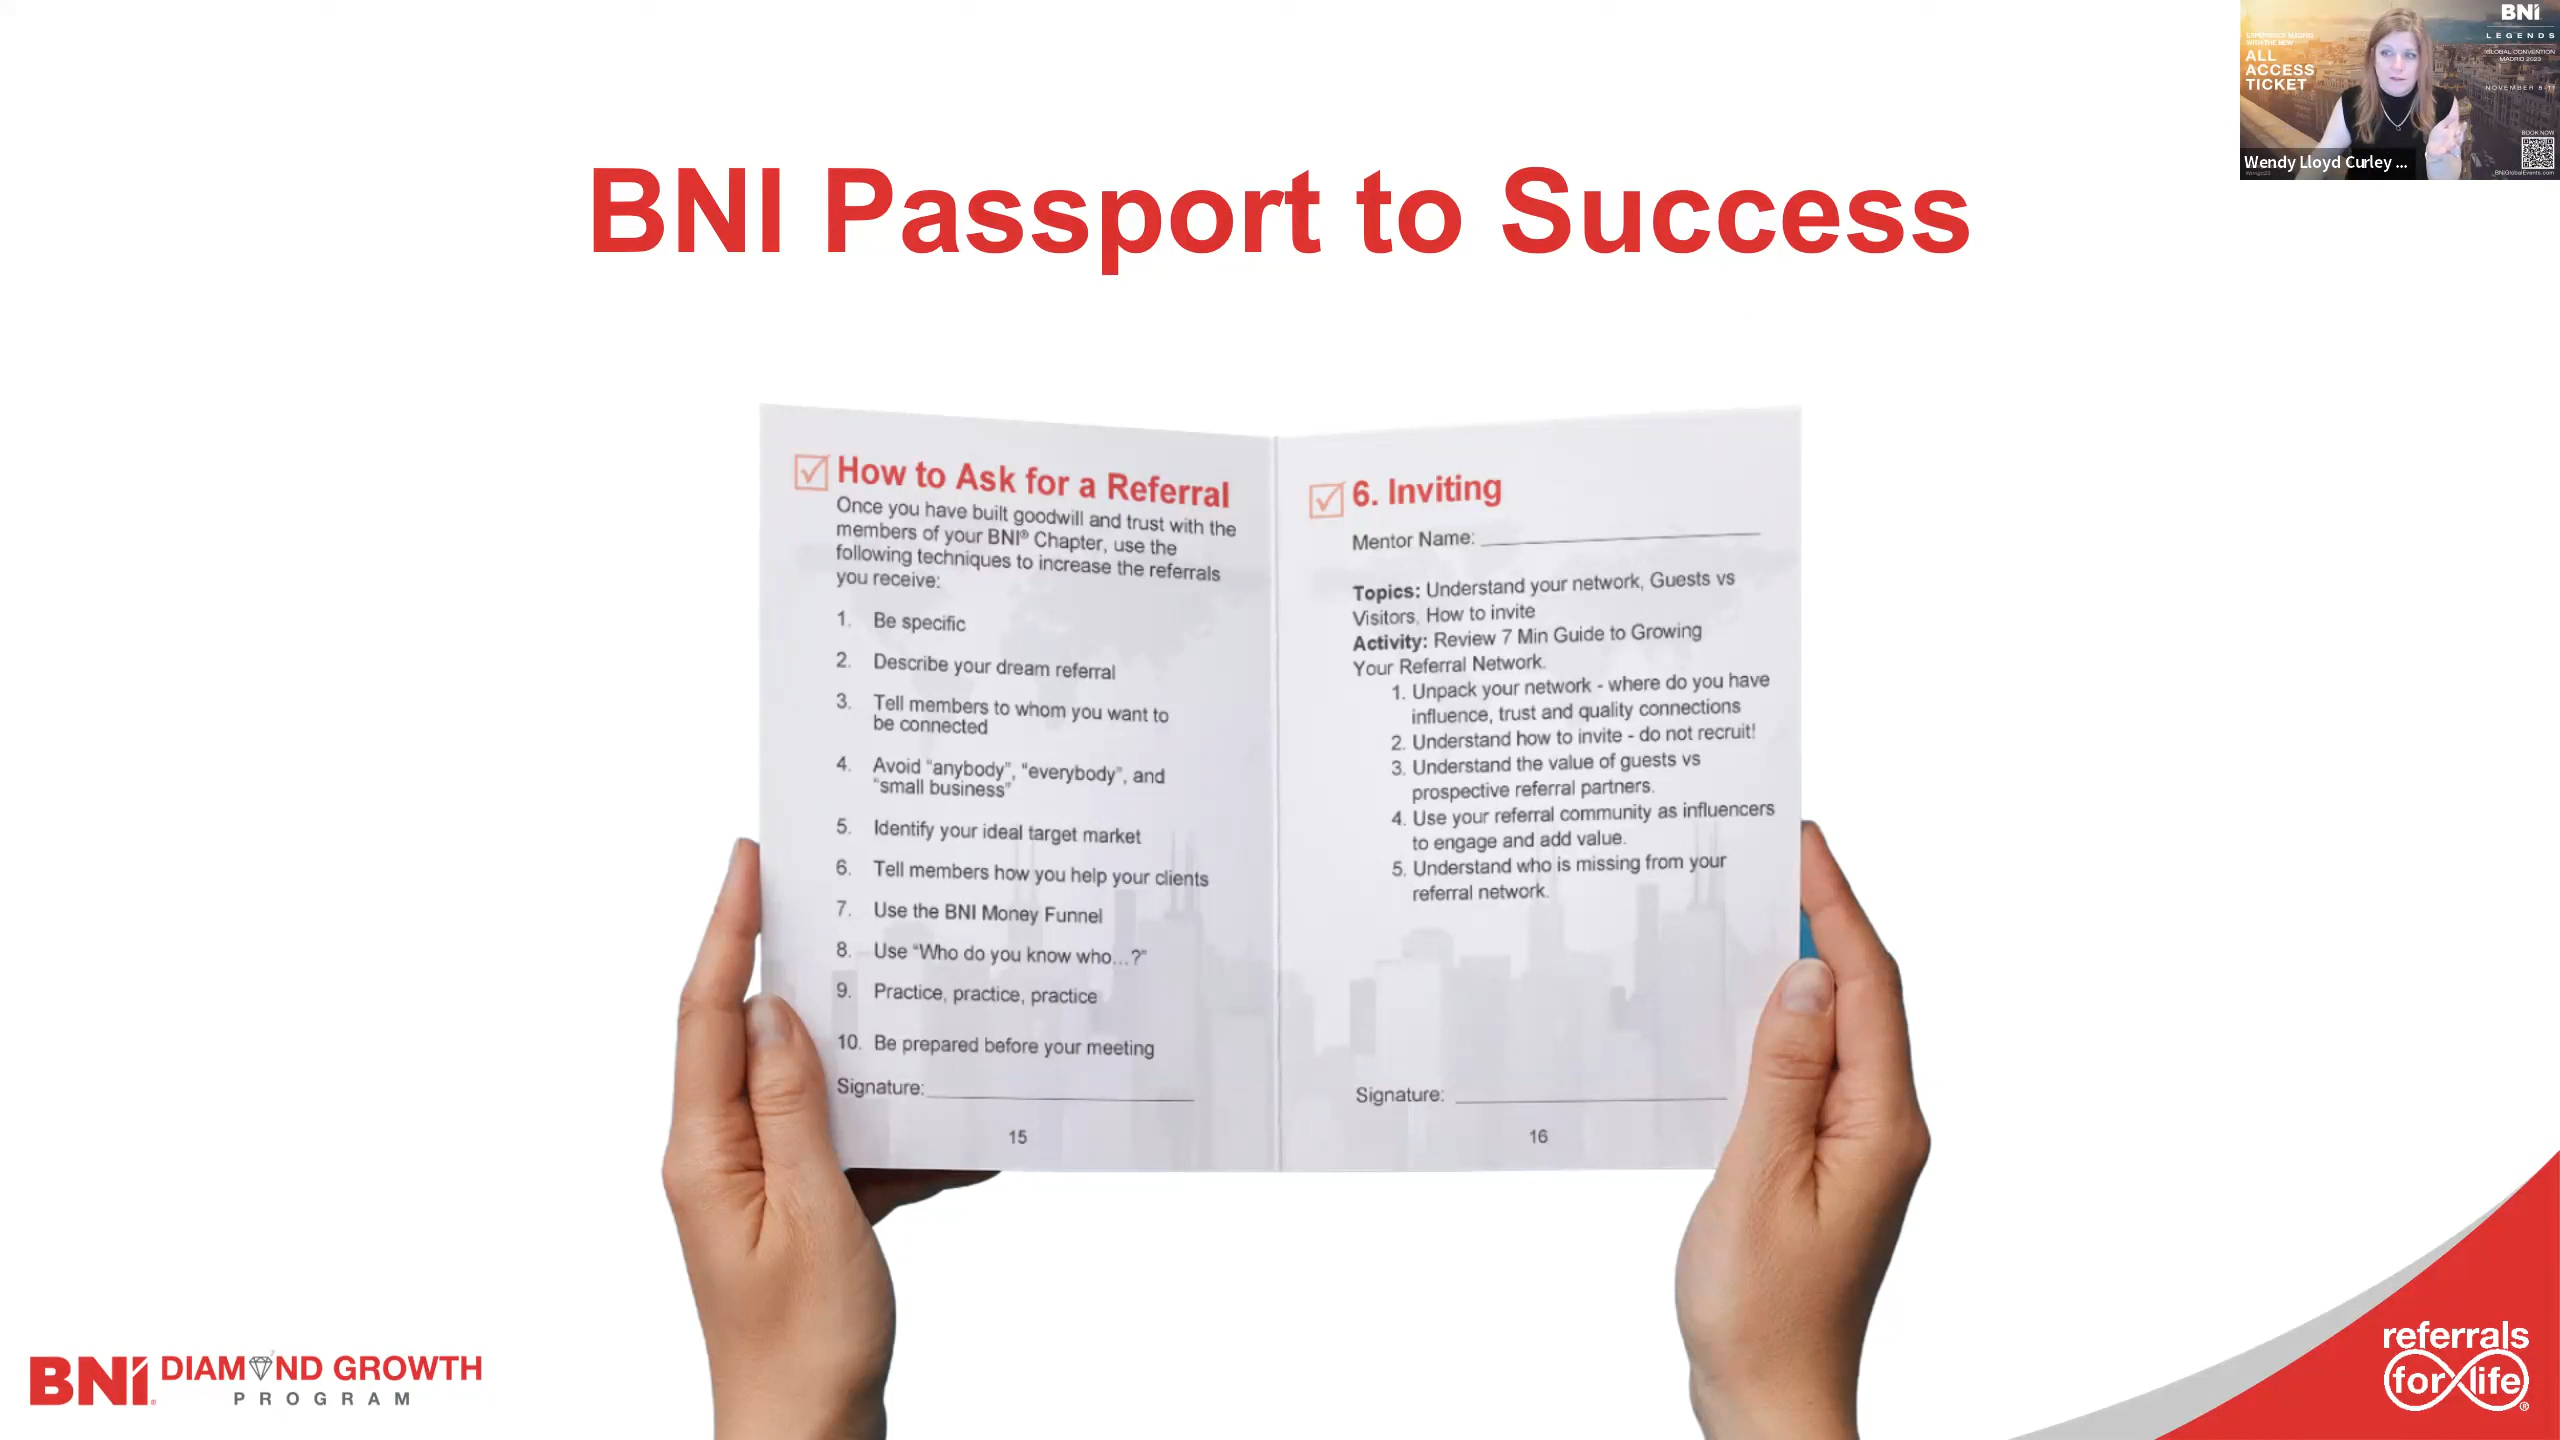 BNI Passport to Success
How to Ask for a Referral
Once you have built goodwill and trust with the
members of your BNI® Chapter, use the
following techniques to increase the referrals
you receive:
1. Be specific
2. Describe your dream referral
3. Tell members to whom you want to
be connected
4. Avoid “anybody”, “everybody”, and
“small business”
5. Identify your ideal target market
6. Tell members how you help your clients
7. Use the BNI Money Funnel
8. Use “Who do you know who...?”
9. Practice, practice, practice
10. Be prepared before your meeting
Signature:
15
6. Inviting
Mentor Name:
Topics: Understand your network, Guests vs
Visitors, How to invite
Activity: Review 7 Min Guide to Growing
Your Referral Network.
1. Unpack your network - where do you have
influence, trust and quality connections
2. Understand how to invite - do not recruit!
3. Understand the value of guests vs
prospective referral partners.
4. Use your referral community as influencers
to engage and add value.
5. Understand who is missing from your
referral network.
Signature:
16
BNI
LEGENDS
GLOBAL CONVENTION
MADRID 2023
ALL
ACCESS
TICKET
BOOK NOW
BNIGlobalEvents.com
Wendy Lloyd Curley ...
BNI® DIAMOND GROWTH
PROGRAM
referrals
for life®